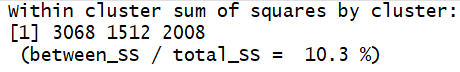 Within cluster sum of squares by cluster:
[1] 3068 1512 2008
 (between_SS / total_SS =  10.3 %)